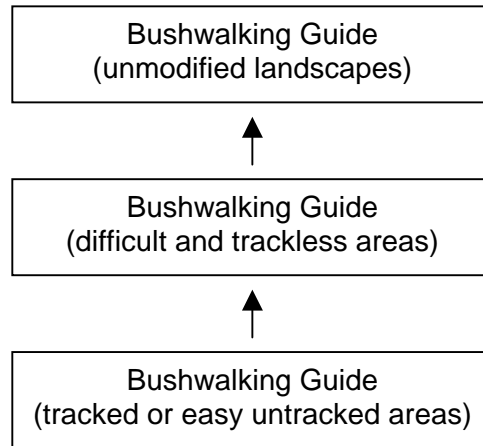 Bushwalking Guide
(unmodified landscapes)
Bushwalking Guide
(difficult and trackless areas)
Bushwalking Guide
(tracked or easy untracked areas)